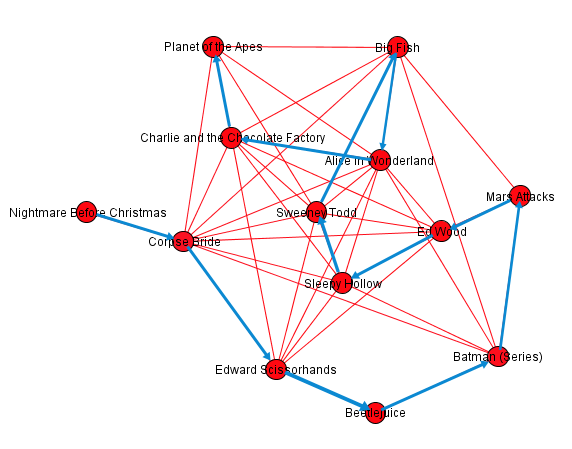 Planet of the Apes
Big Fish
Charlie and the Chocolate Factory
Alice in Wonderland
Mars Attacks
Nightmare Before Christmas
Sweeney Todd
Ed Wood
Corpse Bride
Sleepy Hollow
Batman (Series)
Edward Scissorhands
Beetlejuice